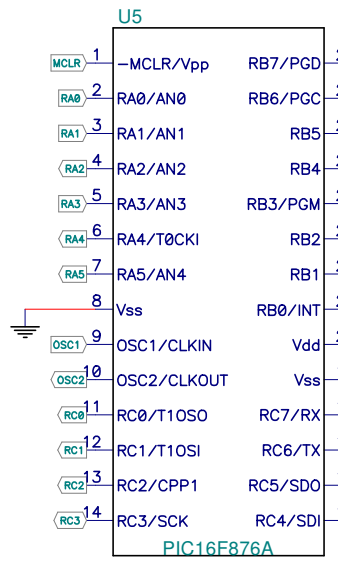 U5
MCLR 1 -MCLR/Vpp RB7/PGD
RA0 2 RA0/AN0 RB6/PGC
RA1 3 RA1/AN1 RB5
RA2 4 RA2/AN2 RB4
RA3 5 RA3/AN3 RB3/PGM
RA4 6 RA4/T0CKI RB2
RA5 7 RA5/AN4 RB1
8 Vss RB0/INT
OSC1 9 OSC1/CLKIN Vdd
OSC2 10 OSC2/CLKOUT Vss
RC0 11 RC0/T1OSO RC7/RX
RC1 12 RC1/T1OSI RC6/TX
RC2 13 RC2/CPP1 RC5/SDO
RC3 14 RC3/SCK RC4/SDI
PIC16F876A